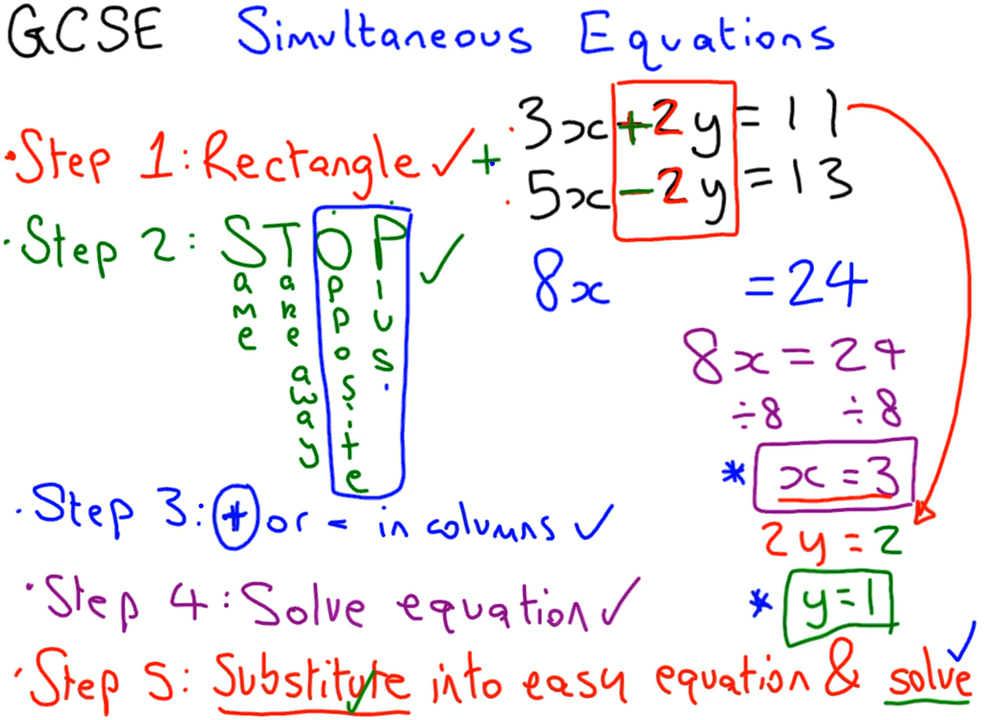 GCSE Simultaneous Equations
• Step 1: Rectangle ✓
+ 3x +2y = 11
5x -2y = 13
• Step 2: STOP ✓
Same
Take away
Opposite
Plus
8x = 24
8x = 24
÷8 ÷8
* x = 3
2y = 2
* y = 1
• Step 3: + or - in columns ✓
• Step 4: Solve equation ✓
• Step 5: Substitute into easy equation & solve ✓